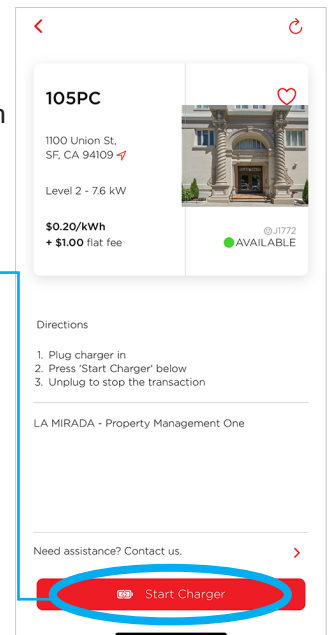 105PC
1100 Union St,
SF, CA 94109
Level 2 - 7.6 kW
$0.20/kWh
+ $1.00 flat fee
@J1772
AVAILABLE
Directions
1. Plug charger in
2. Press 'Start Charger' below
3. Unplug to stop the transaction
LA MIRADA - Property Management One
Need assistance? Contact us.
Start Charger